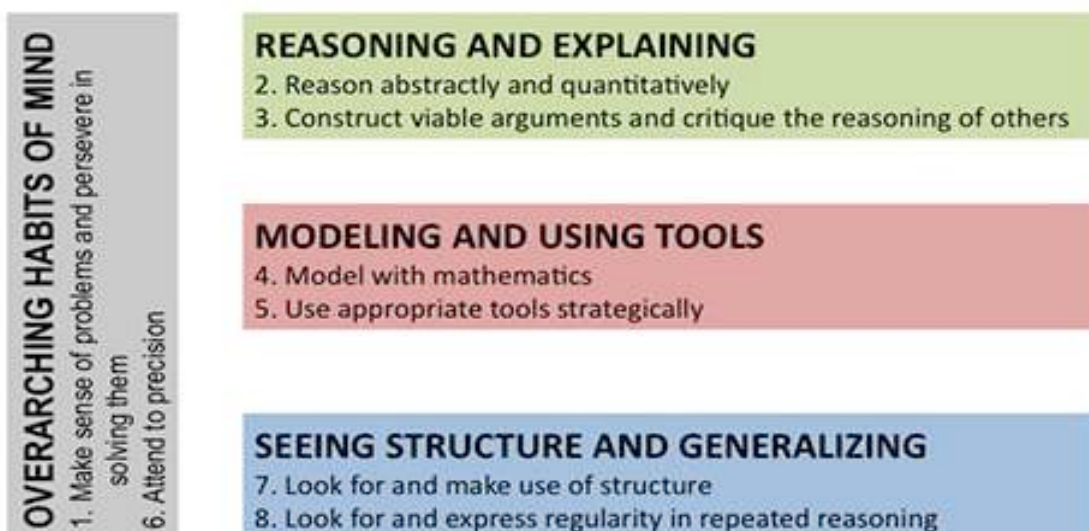 OVERARCHING HABITS OF MIND
1. Make sense of problems and persevere in
solving them
6. Attend to precision
REASONING AND EXPLAINING
2. Reason abstractly and quantitatively
3. Construct viable arguments and critique the reasoning of others
MODELING AND USING TOOLS
4. Model with mathematics
5. Use appropriate tools strategically
SEEING STRUCTURE AND GENERALIZING
7. Look for and make use of structure
8. Look for and express regularity in repeated reasoning